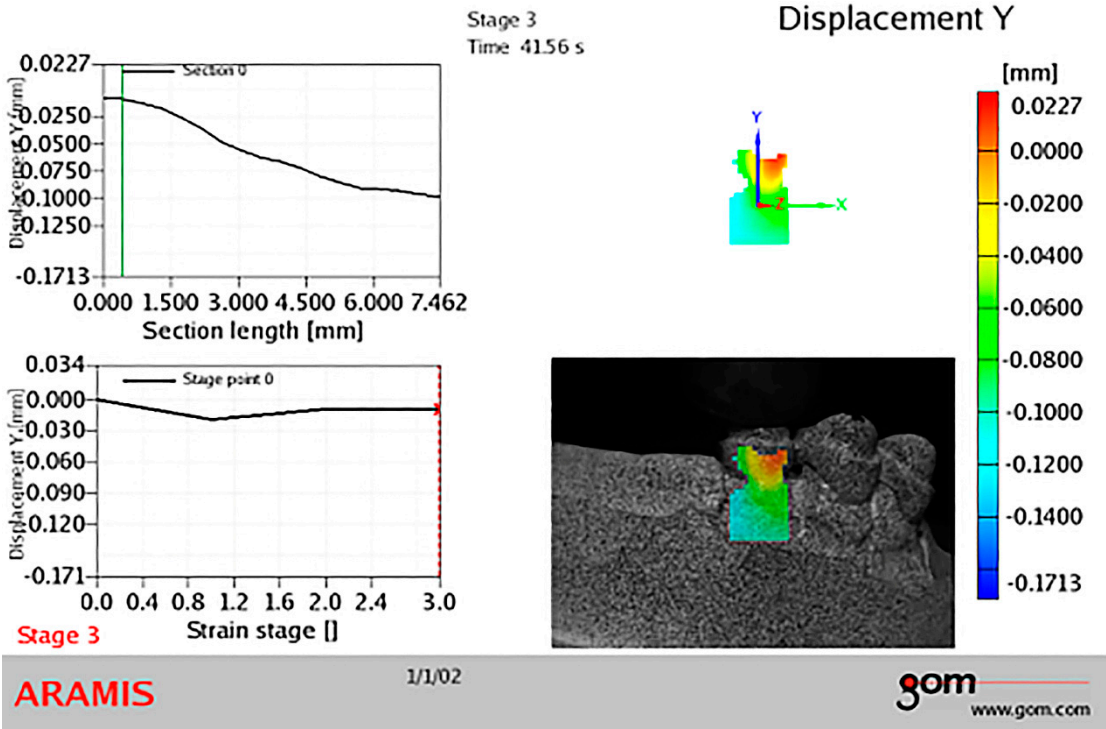 Stage 3
Time 41.56 s
Displacement Y
0.0227
-0.0250
-0.0500
-0.0750
-0.1000
-0.1250
-0.1713
Displacement Y [mm]
Section 0
0.000 1.500 3.000 4.500 6.000 7.462
Section length [mm]
0.034
0.000
-0.030
-0.060
-0.090
-0.120
-0.171
Displacement Y [mm]
Stage point 0
0.0 0.4 0.8 1.2 1.6 2.0 2.4 3.0
Strain stage []
Stage 3
Y
Z
X
[mm]
0.0227
0.0000
-0.0200
-0.0400
-0.0600
-0.0800
-0.1000
-0.1200
-0.1400
-0.1713
ARAMIS
1/1/02
gom
www.gom.com